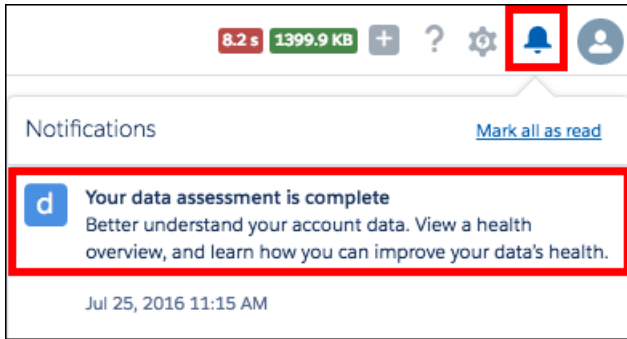 8.2 s 1399.9 KB + ?
Notifications Mark all as read
d Your data assessment is complete
Better understand your account data. View a health
overview, and learn how you can improve your data's health.
Jul 25, 2016 11:15 AM